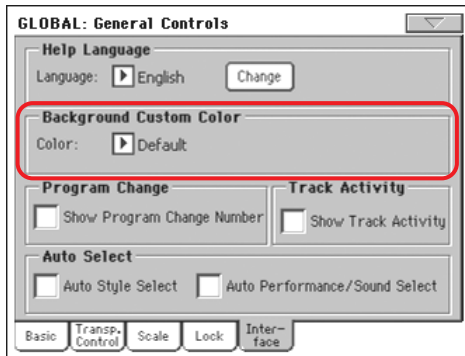 GLOBAL: General Controls
Help Language
Language: English Change
Background Custom Color
Color: Default
Program Change
Show Program Change Number
Track Activity
Show Track Activity
Auto Select
Auto Style Select Auto Performance/Sound Select
Basic Transp. Control Scale Lock Inter- face